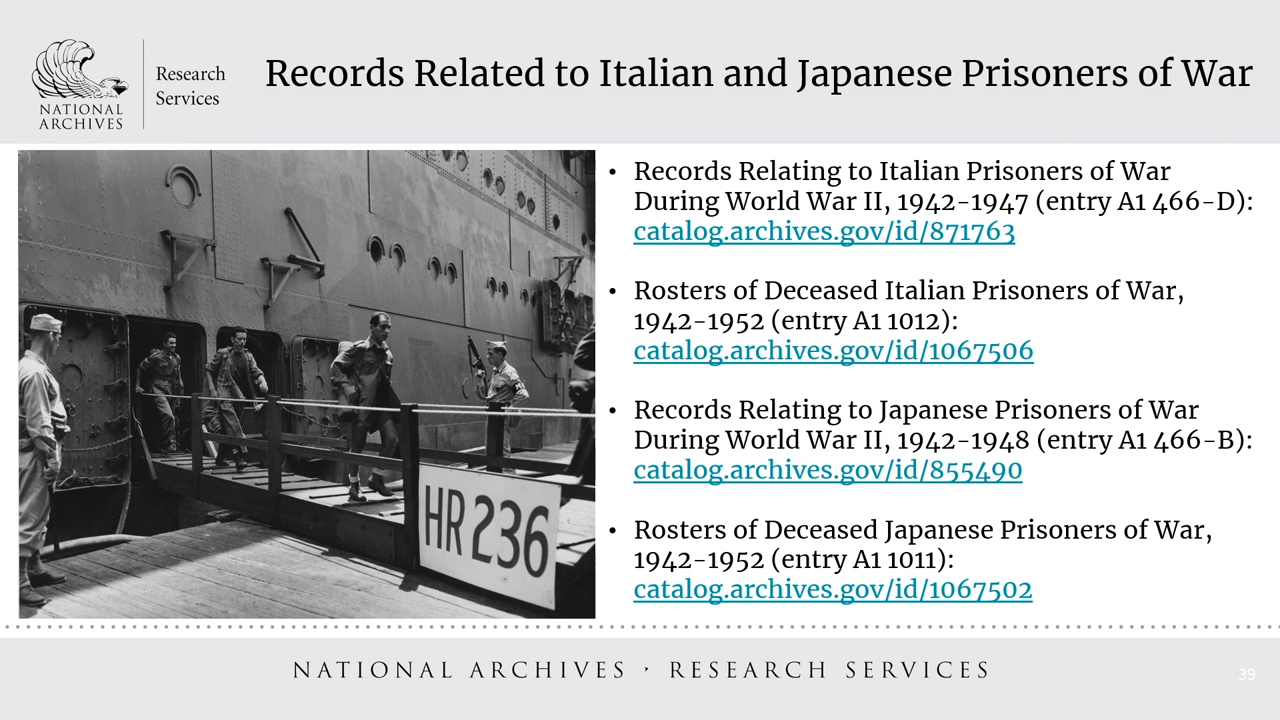 NATIONAL
ARCHIVES
Research
Services
Records Related to Italian and Japanese Prisoners of War
HR 236
• Records Relating to Italian Prisoners of War
During World War II, 1942-1947 (entry A1 466-D):
catalog.archives.gov/id/871763
• Rosters of Deceased Italian Prisoners of War,
1942-1952 (entry A1 1012):
catalog.archives.gov/id/1067506
• Records Relating to Japanese Prisoners of War
During World War II, 1942-1948 (entry A1 466-B):
catalog.archives.gov/id/855490
• Rosters of Deceased Japanese Prisoners of War,
1942-1952 (entry A1 1011):
catalog.archives.gov/id/1067502
NATIONAL ARCHIVES · RESEARCH SERVICES
39